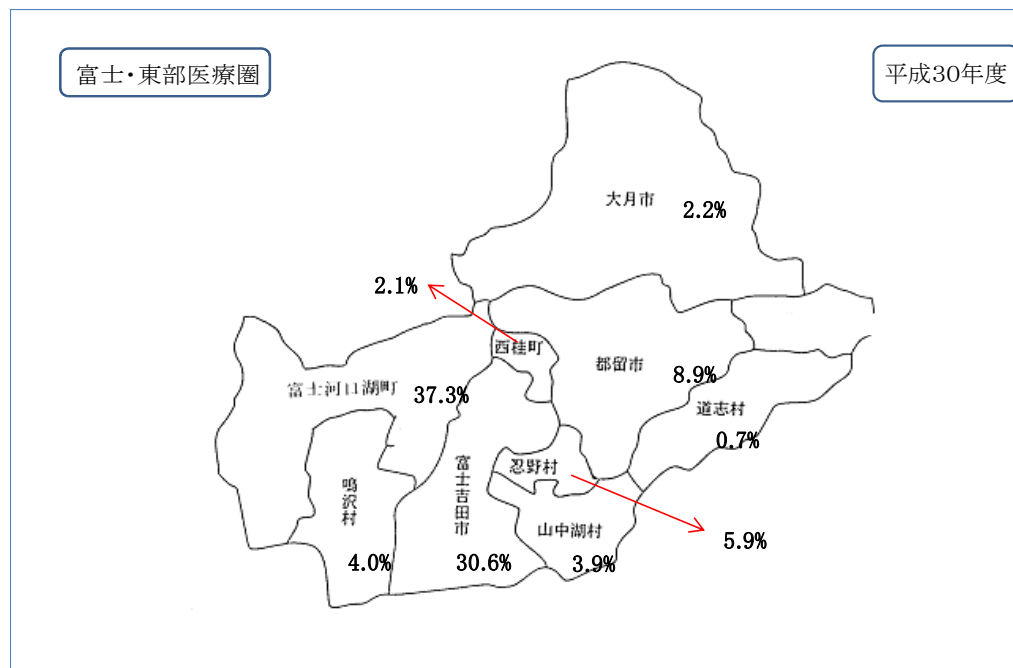 富士・東部医療圏
平成30年度
大月市
2.2%
2.1%
西桂町
都留市
8.9%
富士河口湖町
37.3%
道志村
0.7%
忍野村
5.9%
鳴沢村
4.0%
富士吉田市
30.6%
山中湖村
3.9%